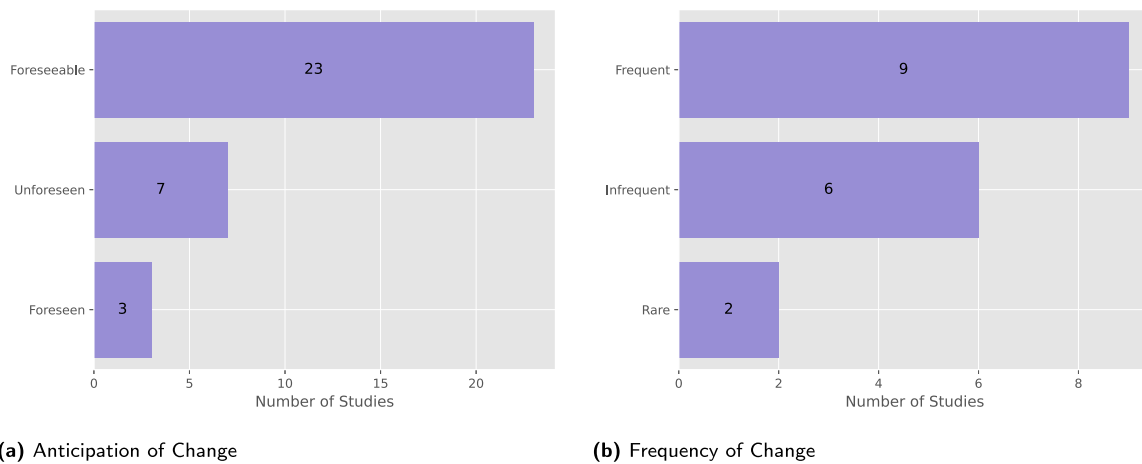 Foreseeable
23
Unforeseen
7
Foreseen
3
0 5 10 15 20
Number of Studies
(a) Anticipation of Change
Frequent
9
Infrequent
6
Rare
2
0 2 4 6 8
Number of Studies
(b) Frequency of Change